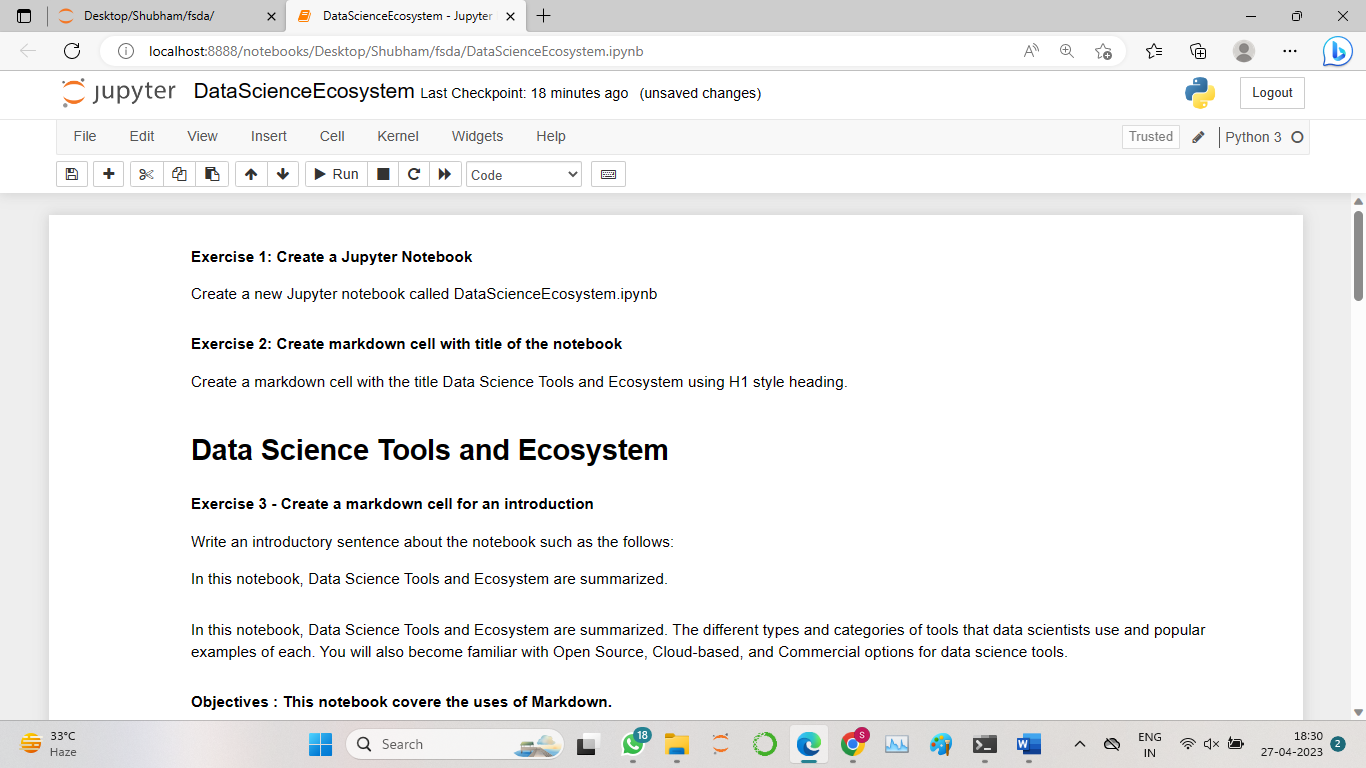 Desktop/Shubham/fsda/
DataScienceEcosystem - Jupyter
localhost:8888/notebooks/Desktop/Shubham/fsda/DataScienceEcosystem.ipynb
jupyter DataScienceEcosystem Last Checkpoint: 18 minutes ago (unsaved changes)
Logout
File Edit View Insert Cell Kernel Widgets Help
Trusted
Python 3
Run
Code
Exercise 1: Create a Jupyter Notebook
Create a new Jupyter notebook called DataScienceEcosystem.ipynb
Exercise 2: Create markdown cell with title of the notebook
Create a markdown cell with the title Data Science Tools and Ecosystem using H1 style heading.
Data Science Tools and Ecosystem
Exercise 3 - Create a markdown cell for an introduction
Write an introductory sentence about the notebook such as the follows:
In this notebook, Data Science Tools and Ecosystem are summarized.
In this notebook, Data Science Tools and Ecosystem are summarized. The different types and categories of tools that data scientists use and popular
examples of each. You will also become familiar with Open Source, Cloud-based, and Commercial options for data science tools.
Objectives : This notebook covere the uses of Markdown.
33°C
Haze
Search
18
S
ENG
IN
18:30
27-04-2023
2